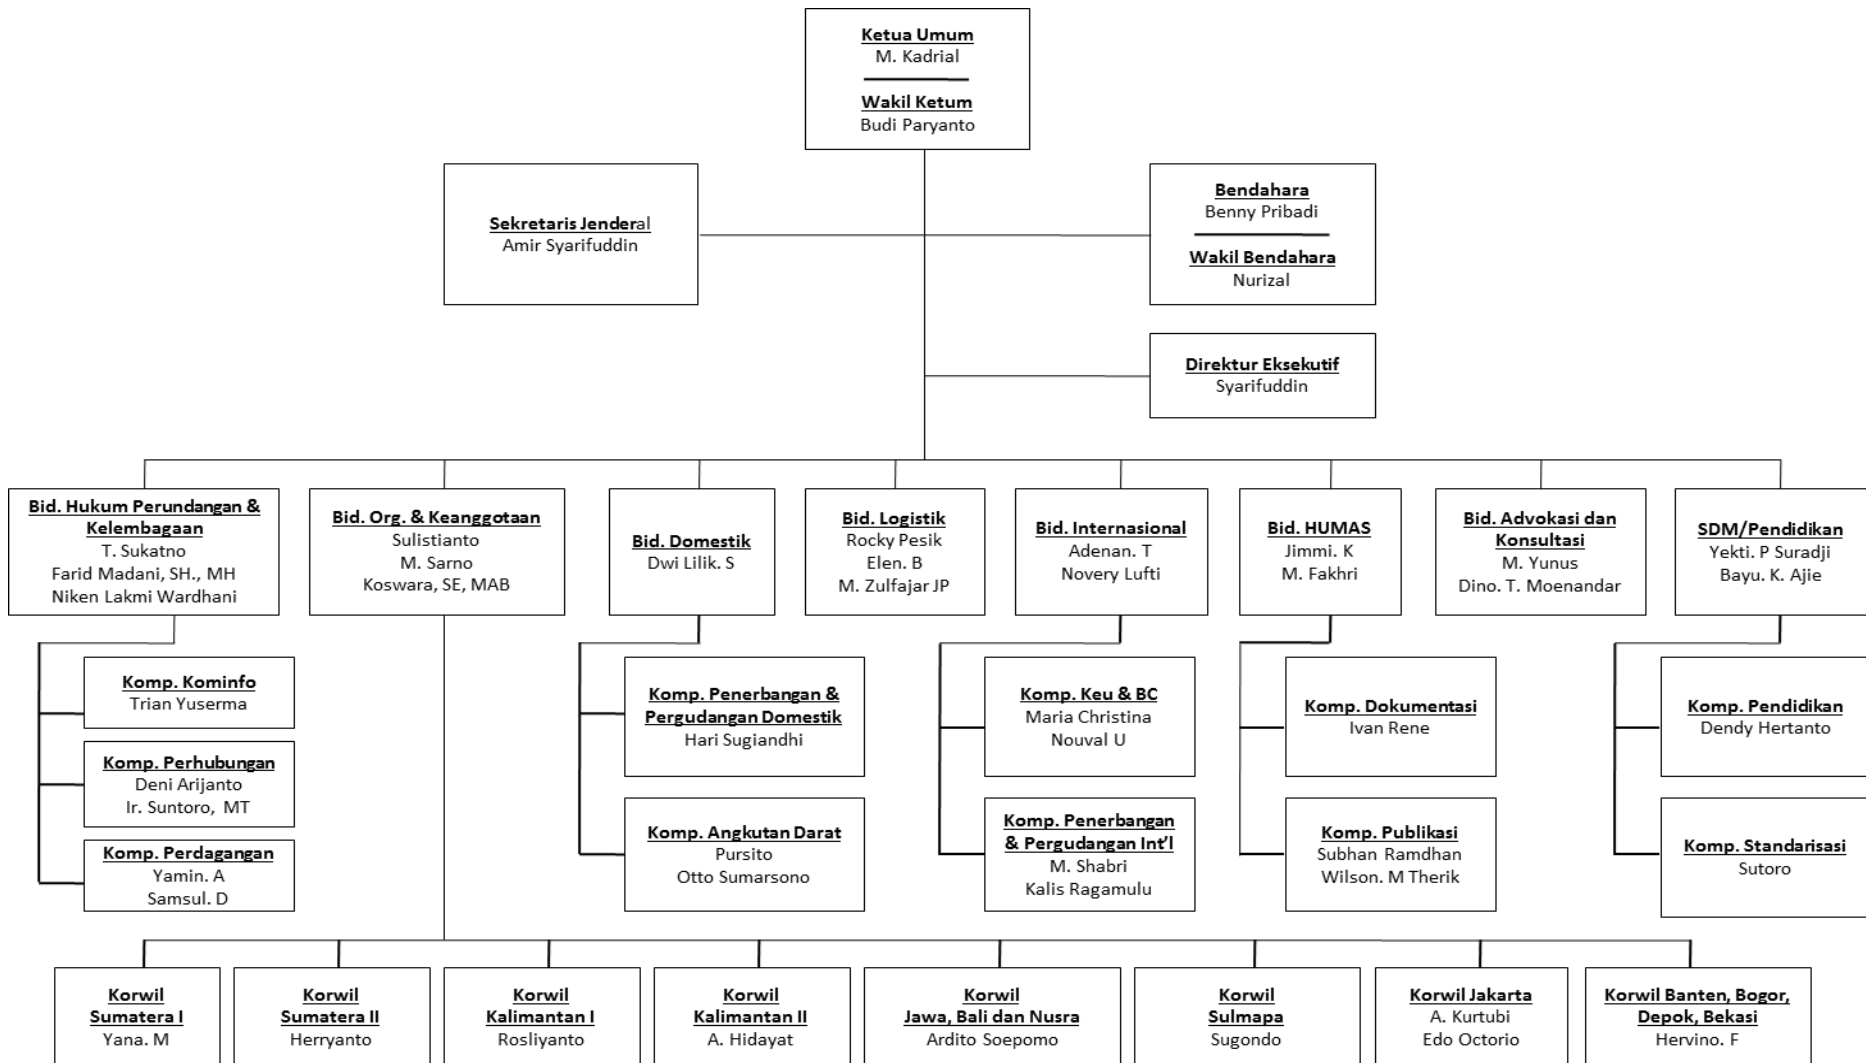 Ketua Umum
M. Kadrial
Wakil Ketum
Budi Paryanto
Sekretaris Jenderal
Amir Syarifuddin
Bendahara
Benny Pribadi
Wakil Bendahara
Nurizal
Direktur Eksekutif
Syarifuddin
Bid. Hukum Perundangan &
Kelembagaan
T. Sukatno
Farid Madani, SH., MH
Niken Lakmi Wardhani
Bid. Org. & Keanggotaan
Sulistianto
M. Sarno
Koswara, SE, MAB
Bid. Domestik
Dwi Lilik. S
Bid. Logistik
Rocky Pesik
Elen. B
M. Zulfajar JP
Bid. Internasional
Adenan. T
Novery Lufti
Bid. HUMAS
Jimmi. K
M. Fakhri
Bid. Advokasi dan
Konsultasi
M. Yunus
Dino. T. Moenandar
SDM/Pendidikan
Yekti. P Suradji
Bayu. K. Ajie
Komp. Kominfo
Trian Yuserma
Komp. Perhubungan
Deni Arijanto
Ir. Suntoro, MT
Komp. Perdagangan
Yamin. A
Samsul. D
Komp. Penerbangan &
Pergudangan Domestik
Hari Sugiandhi
Komp. Angkutan Darat
Pursito
Otto Sumarsono
Komp. Keu & BC
Maria Christina
Nouval U
Komp. Penerbangan
& Pergudangan Int'l
M. Shabri
Kalis Ragamulu
Komp. Dokumentasi
Ivan Rene
Komp. Publikasi
Subhan Ramdhan
Wilson. M Therik
Komp. Pendidikan
Dendy Hertanto
Komp. Standarisasi
Sutoro
Korwil
Sumatera I
Yana. M
Korwil
Sumatera II
Herryanto
Korwil
Kalimantan I
Rosliyanto
Korwil
Kalimantan II
A. Hidayat
Korwil
Jawa, Bali dan Nusra
Ardito Soepomo
Korwil
Sulmapa
Sugondo
Korwil Jakarta
A. Kurtubi
Edo Octorio
Korwil Banten, Bogor,
Depok, Bekasi
Hervino. F